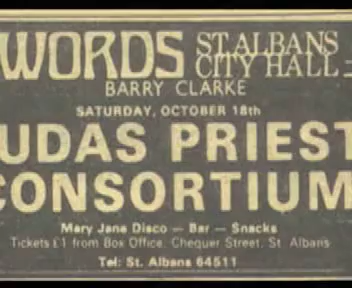 WORDS ST. ALBANS
CITY HALL
BARRY CLARKE
SATURDAY, OCTOBER 18th
UDAS PRIEST
CONSORTIUM
Mary Jane Disco — Bar — Snacks
Tickets £1 from Box Office. Chequer Street. St. Albans
Tel: St. Albans 64511